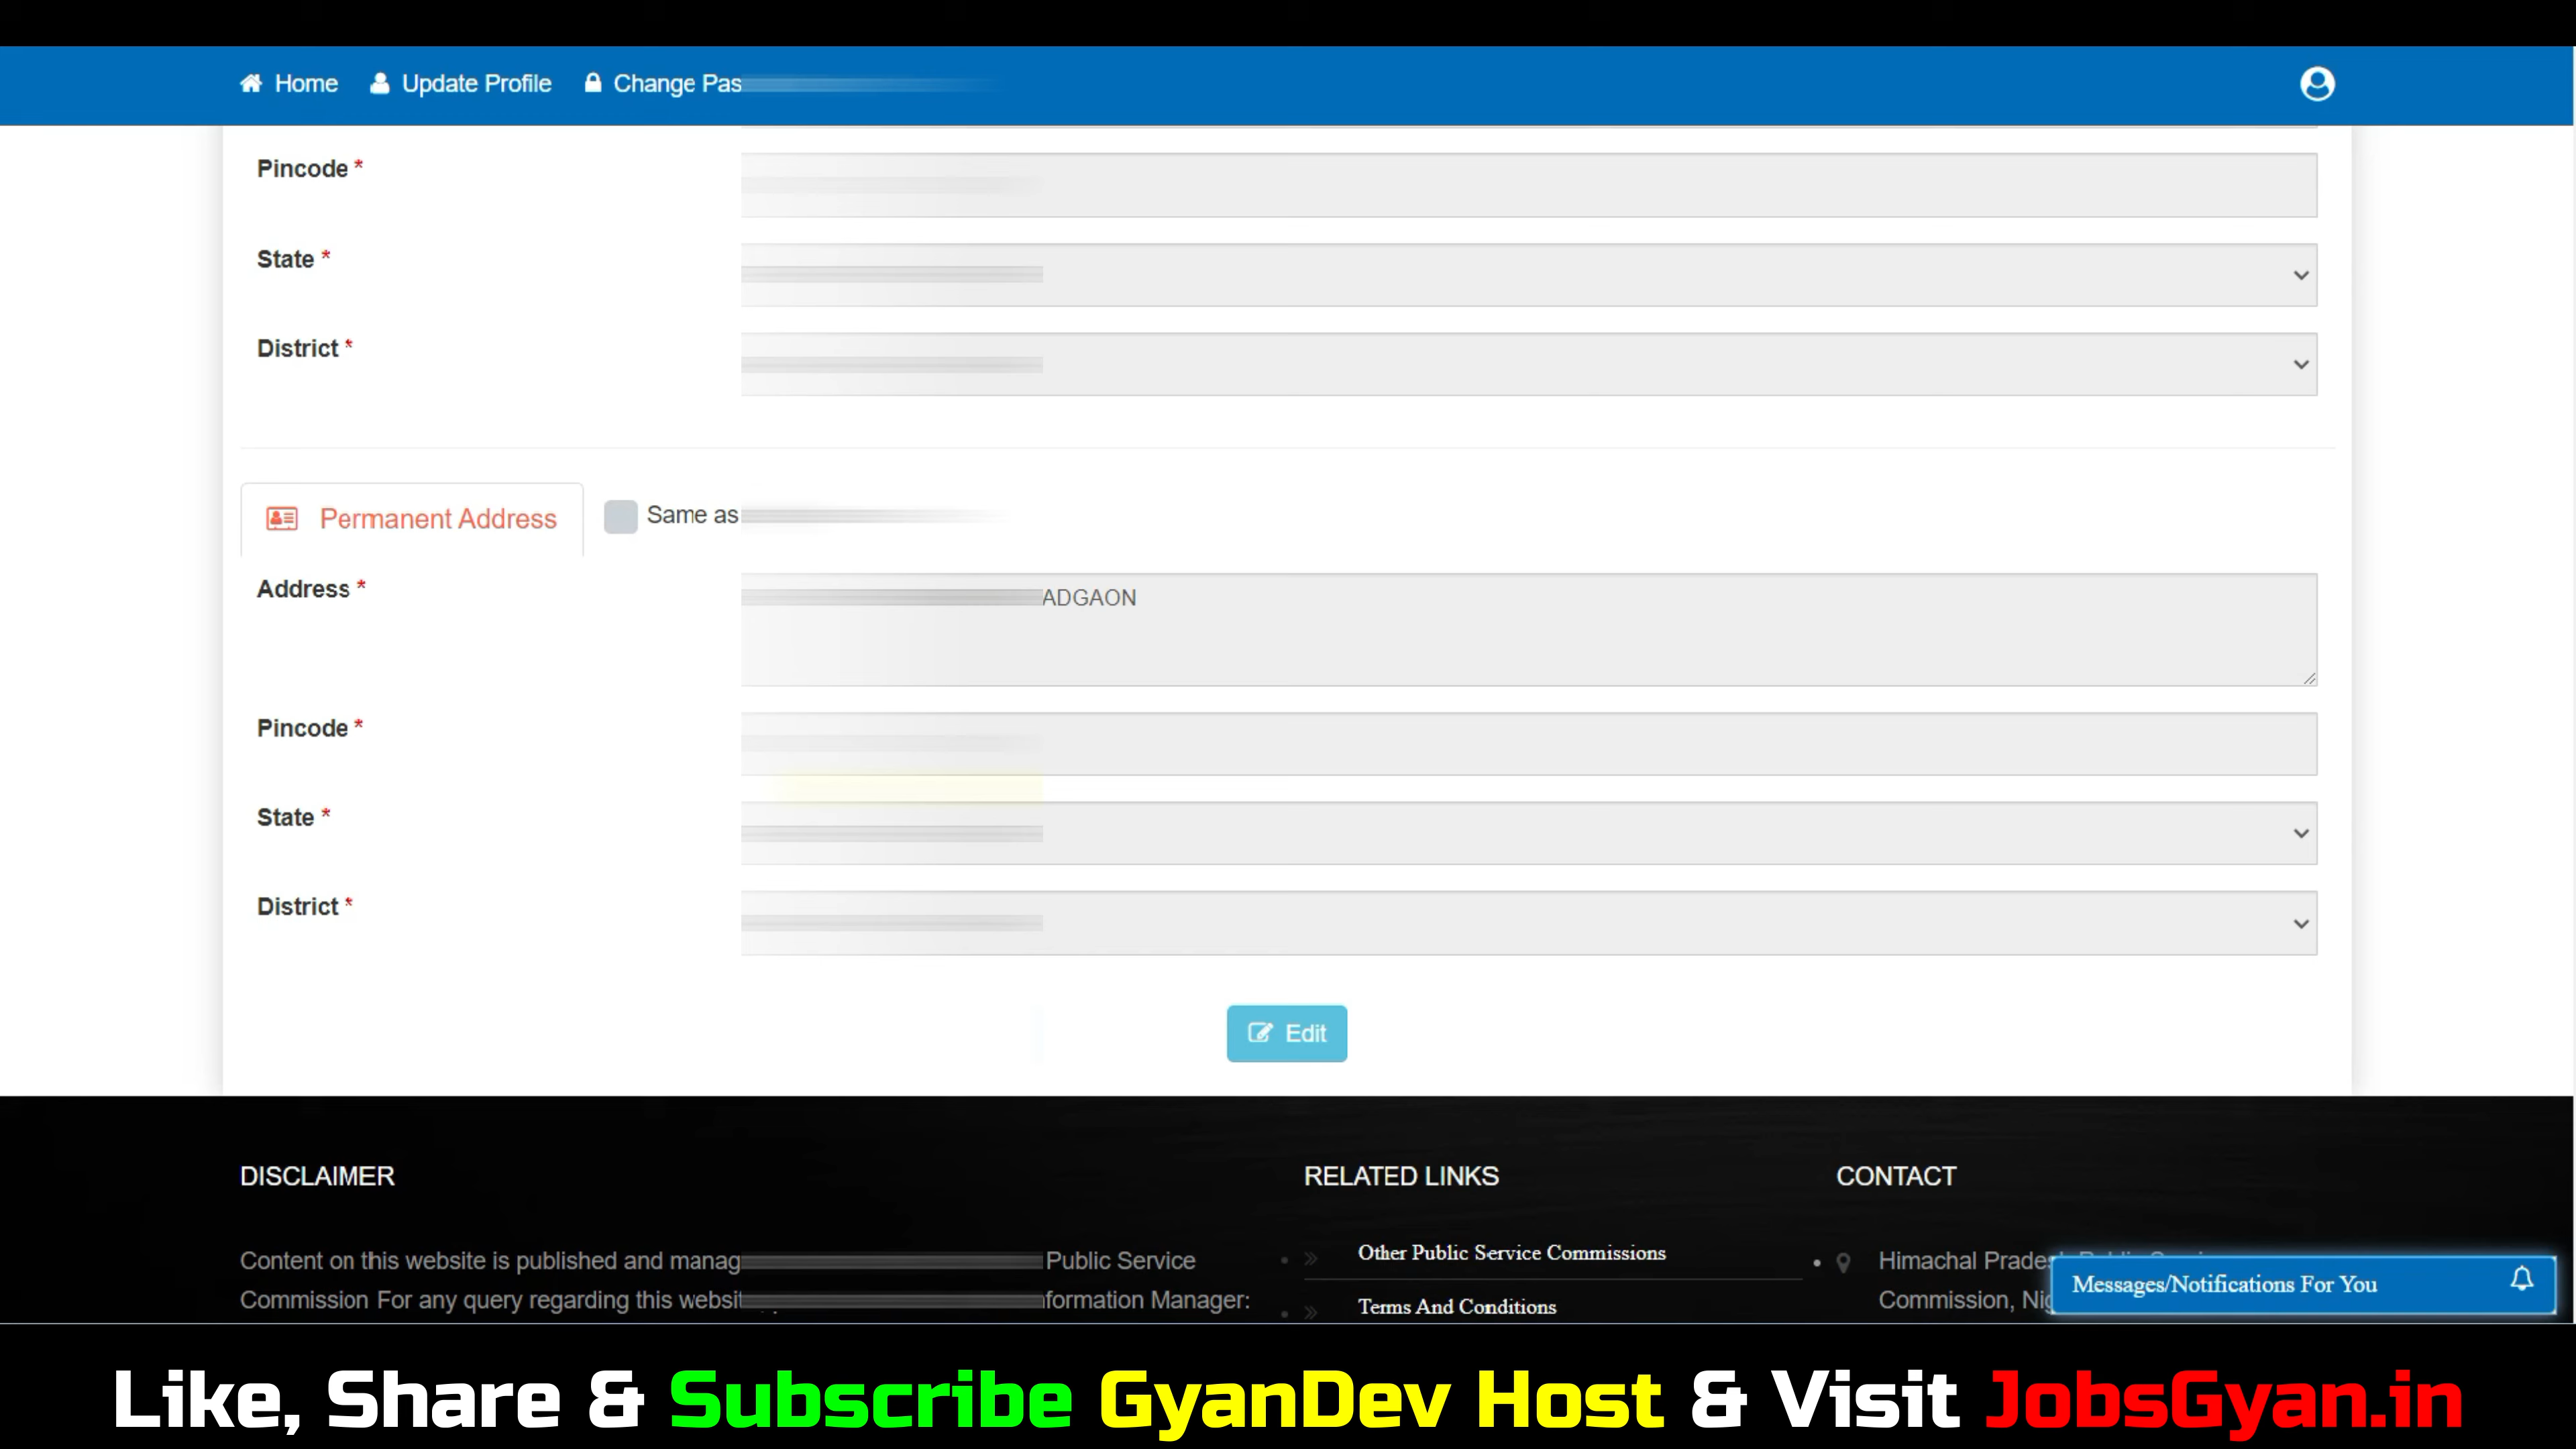 Home Update Profile Change Pas
Pincode *
State *
District *
Permanent Address Same as
Address * ADGAON
Pincode *
State *
District *
Edit
DISCLAIMER
Content on this website is published and manag Public Service
Commission For any query regarding this websit formation Manager:
RELATED LINKS
Other Public Service Commissions
Terms And Conditions
CONTACT
Himachal Prades
Commission, Nig
Messages/Notifications For You
Like, Share & Subscribe GyanDev Host & Visit JobsGyan.in